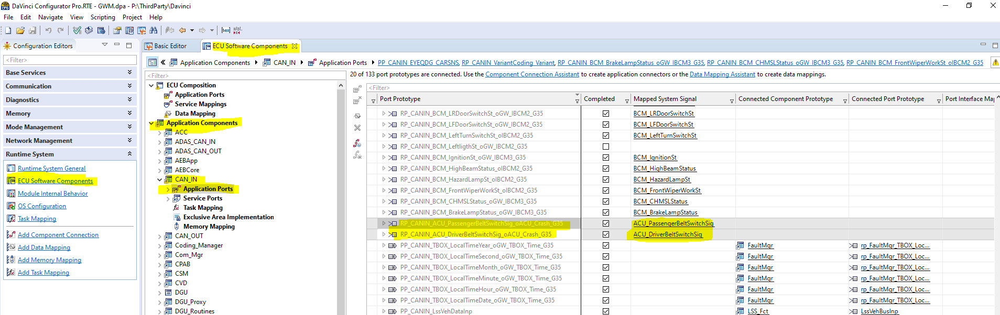 DaVinci Configurator Pro.RTE - GWM.dpa - P:\ThirdParty\Davinci
File Edit Navigate View Scripting Project Help
Configuration Editors
<Filter>
Base Services
Communication
Diagnostics
Memory
Mode Management
Network Management
Runtime System
Runtime System General
ECU Software Components
Module Internal Behavior
OS Configuration
Task Mapping
Add Component Connection
Add Data Mapping
Add Memory Mapping
Add Task Mapping
Basic Editor ECU Software Components
Application Components CAN_IN Application Ports PP_CANIN_EYEQDG_CARSNS, RP_CANIN_VariantCoding_Variant, RP_CANIN_BCM_BrakeLampStatus_oGW_IBCM3_G35, RP_CANIN_BCM_CHMSLStatus_oGW_IBCM3_G35, RP_CANIN_BCM_FrontWiperWorkSt_oIBCM2_G35
<Filter>
ECU Composition
Application Ports
Service Mappings
Data Mapping
Application Components
ACC
ADAS_CAN_IN
ADAS_CAN_OUT
AEBApp
AEBCore
CAN_IN
Application Ports
Service Ports
Task Mapping
Exclusive Area Implementation
Memory Mapping
CAN_OUT
Coding_Manager
Com_Mgr
CPAB
CSM
CVD
DGU
DGU_Proxy
DGU_Routines
20 of 133 port prototypes are connected. Use the Component Connection Assistant to create application connectors or the Data Mapping Assistant to create data mappings.
<Filter>
Port Prototype Completed Mapped System Signal Connected Component Prototype Connected Port Prototype Port Interface Map
RP_CANIN_BCM_LRDoorSwitchSt_oGW_IBCM2_G35 BCM_LRDoorSwitchSt
RP_CANIN_BCM_LFDoorSwitchSt_oGW_IBCM2_G35 BCM_LFDoorSwitchSt
RP_CANIN_BCM_LeftTurnSwitchSt_oIBCM2_G35 BCM_LeftTurnSwitchSt
RP_CANIN_BCM_Leftligth​St_oGW_IBCM2_G35
RP_CANIN_BCM_IgnitionSt_oGW_IBCM3_G35 BCM_IgnitionSt
RP_CANIN_BCM_HighBeamStatus_oIBCM2_G35 BCM_HighBeamStatus
RP_CANIN_BCM_HazardLampSt_oIBCM2_G35 BCM_HazardLampSt
RP_CANIN_BCM_FrontWiperWorkSt_oIBCM2_G35 BCM_FrontWiperWorkSt
RP_CANIN_BCM_CHMSLStatus_oGW_IBCM3_G35 BCM_CHMSLStatus
RP_CANIN_BCM_BrakeLampStatus_oGW_IBCM3_G35 BCM_BrakeLampStatus
RP_CANIN_ACU_PassengerBeltSwitchSig_oACU_Crash_G35 ACU_PassengerBeltSwitchSig
RP_CANIN_ACU_DriverBeltSwitchSig_oACU_Crash_G35 ACU_DriverBeltSwitchSig
PP_CANIN_TBOX_LocalTimeYear_oGW_TBOX_Time_G35 FaultMgr rp_FaultMgr_TBOX_Loc...
PP_CANIN_TBOX_LocalTimeSecond_oGW_TBOX_Time_G35 FaultMgr rp_FaultMgr_TBOX_Loc...
PP_CANIN_TBOX_LocalTimeMonth_oGW_TBOX_Time_G35 FaultMgr rp_FaultMgr_TBOX_Loc...
PP_CANIN_TBOX_LocalTimeMinute_oGW_TBOX_Time_G35 FaultMgr rp_FaultMgr_TBOX_Loc...
PP_CANIN_TBOX_LocalTimeHour_oGW_TBOX_Time_G35 FaultMgr rp_FaultMgr_TBOX_Loc...
PP_CANIN_TBOX_LocalTimeDate_oGW_TBOX_Time_G35 FaultMgr rp_FaultMgr_TBOX_Loc...
PP_CANIN_LssVehDataInp LSS_Fct LssVehBusInp